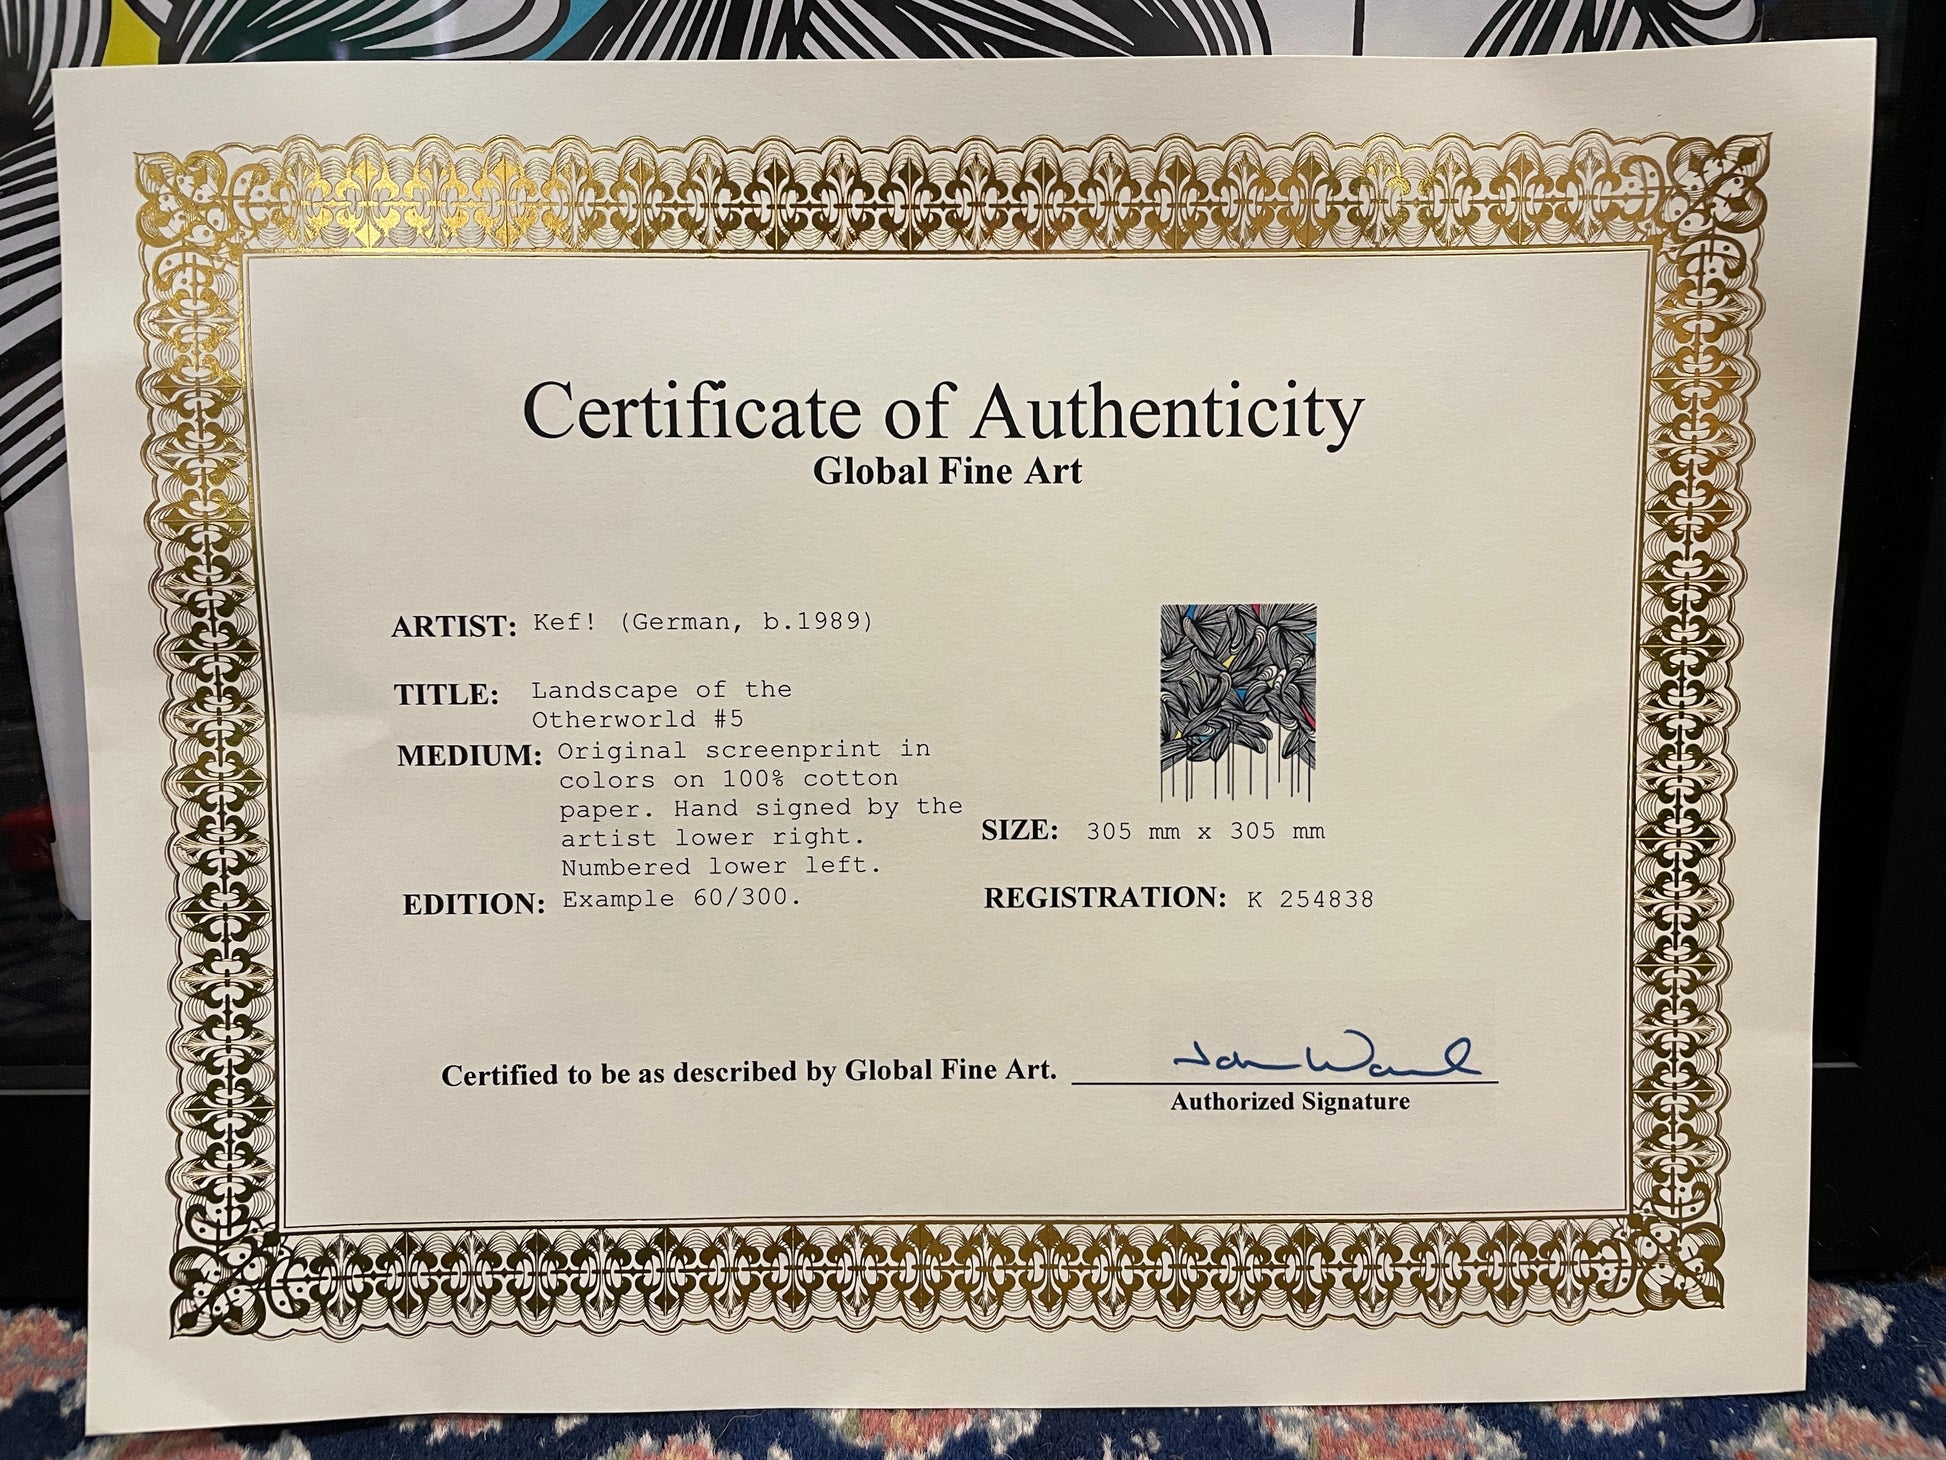 Certificate of Authenticity
Global Fine Art
ARTIST: Kef! (German, b.1989)
TITLE: Landscape of the
Otherworld #5
MEDIUM: Original screenprint in
colors on 100% cotton
paper. Hand signed by the
artist lower right.
Numbered lower left.
EDITION: Example 60/300.
SIZE: 305 mm x 305 mm
REGISTRATION: K 254838
Certified to be as described by Global Fine Art.
Authorized Signature